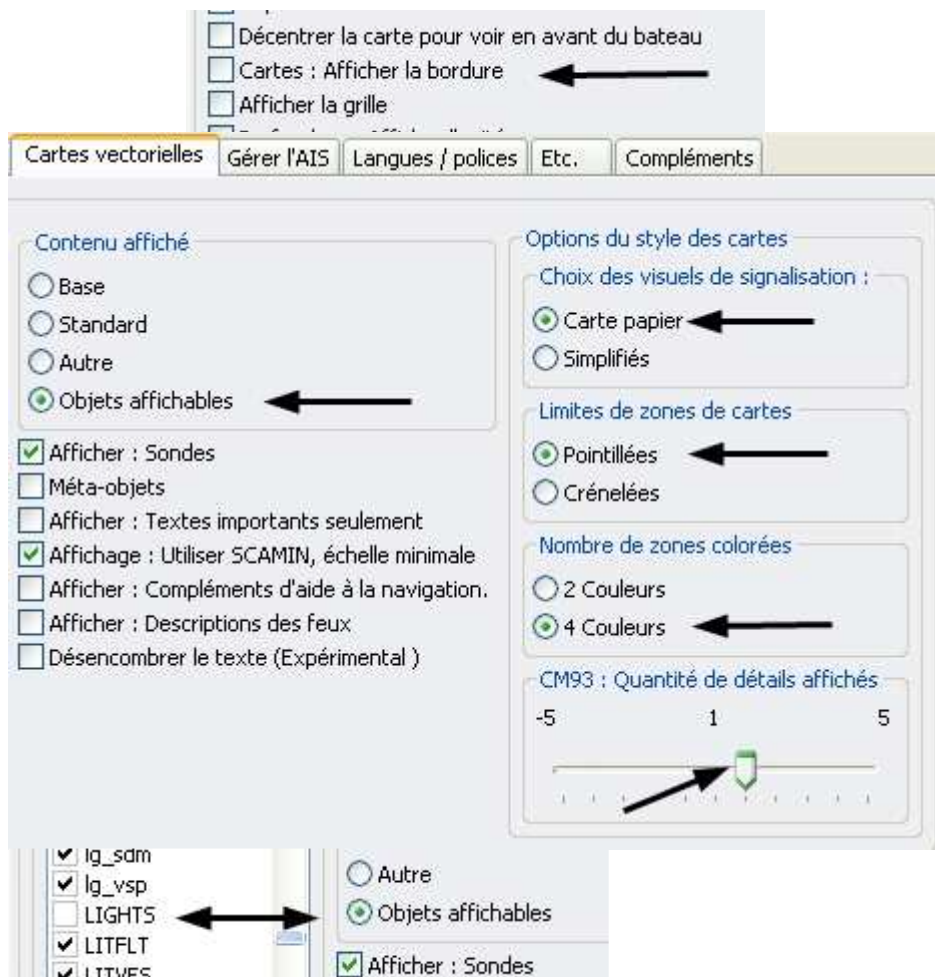 Décentrer la carte pour voir en avant du bateau
Cartes : Afficher la bordure
Afficher la grille
Cartes vectorielles Gérer l'AIS Langues / polices Etc. Compléments
Contenu affiché
Base
Standard
Autre
Objets affichables
Afficher : Sondes
Méta-objets
Afficher : Textes importants seulement
Affichage : Utiliser SCAMIN, échelle minimale
Afficher : Compléments d'aide à la navigation.
Afficher : Descriptions des feux
Désencombrer le texte (Expérimental )
Options du style des cartes
Choix des visuels de signalisation :
Carte papier
Simplifiés
Limites de zones de cartes
Pointillées
Crénelées
Nombre de zones colorées
2 Couleurs
4 Couleurs
CM93 : Quantité de détails affichés
-5 1 5
lg_sdm
lg_vsp
LIGHTS
LITFLT
LITVES
Autre
Objets affichables
Afficher : Sondes